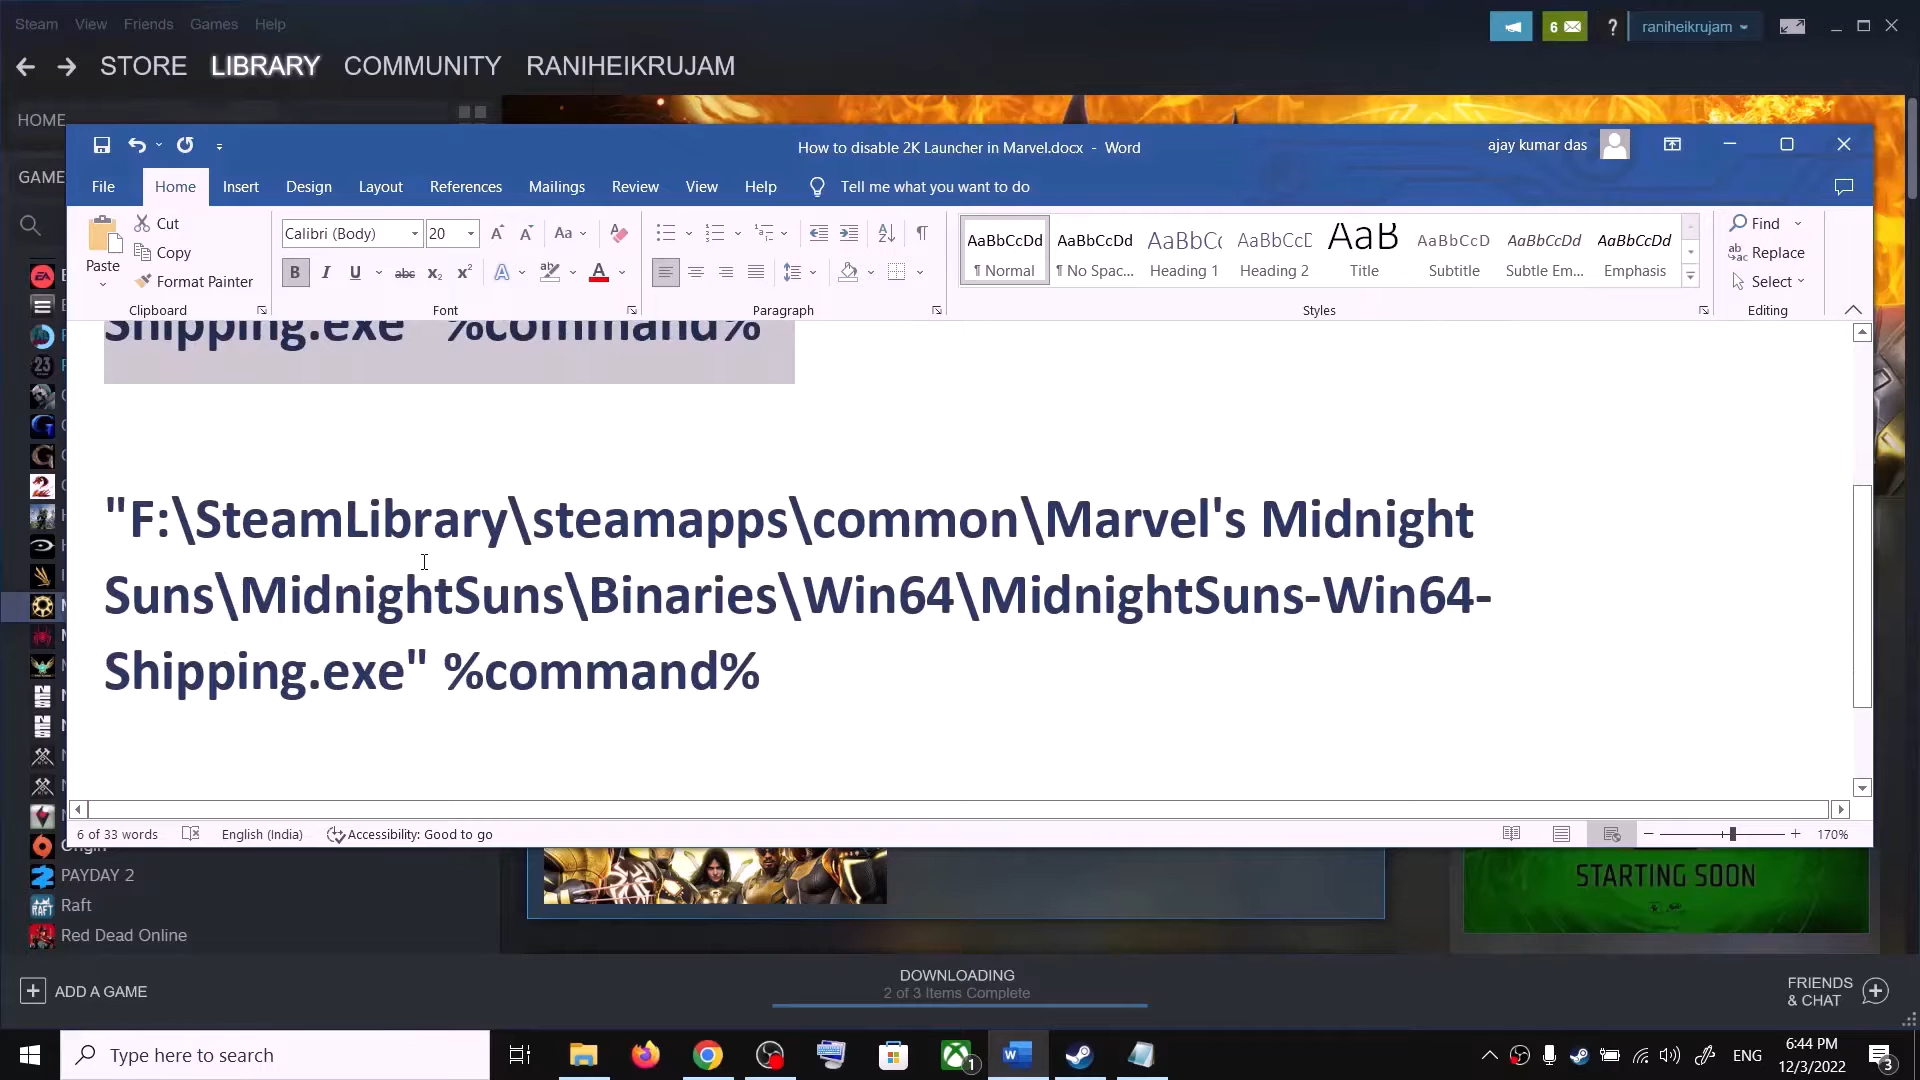 Steam View Friends Games Help
6 ? raniheikrujam
STORE LIBRARY COMMUNITY RANIHEIKRUJAM
HOME
GAME
How to disable 2K Launcher in Marvel.docx - Word
ajay kumar das
File Home Insert Design Layout References Mailings Review View Help Tell me what you want to do
Paste
Cut
Copy
Format Painter
Clipboard
Calibri (Body) 20
Font
Paragraph
AaBbCcDd AaBbCcDd AaBbCc AaBbCcD AaB AaBbCcD AaBbCcDd AaBbCcDd
¶ Normal ¶ No Spac... Heading 1 Heading 2 Title Subtitle Subtle Em... Emphasis
Styles
Find
Replace
Select
Editing
Shipping.exe" %command%
"F:\SteamLibrary\steamapps\common\Marvel's Midnight
Suns\MidnightSuns\Binaries\Win64\MidnightSuns-Win64-
Shipping.exe" %command%
6 of 33 words English (India) Accessibility: Good to go 170%
Origin
PAYDAY 2
Raft
Red Dead Online
STARTING SOON
ADD A GAME
DOWNLOADING
2 of 3 Items Complete
FRIENDS
& CHAT
Type here to search
1
ENG
6:44 PM
12/3/2022
3